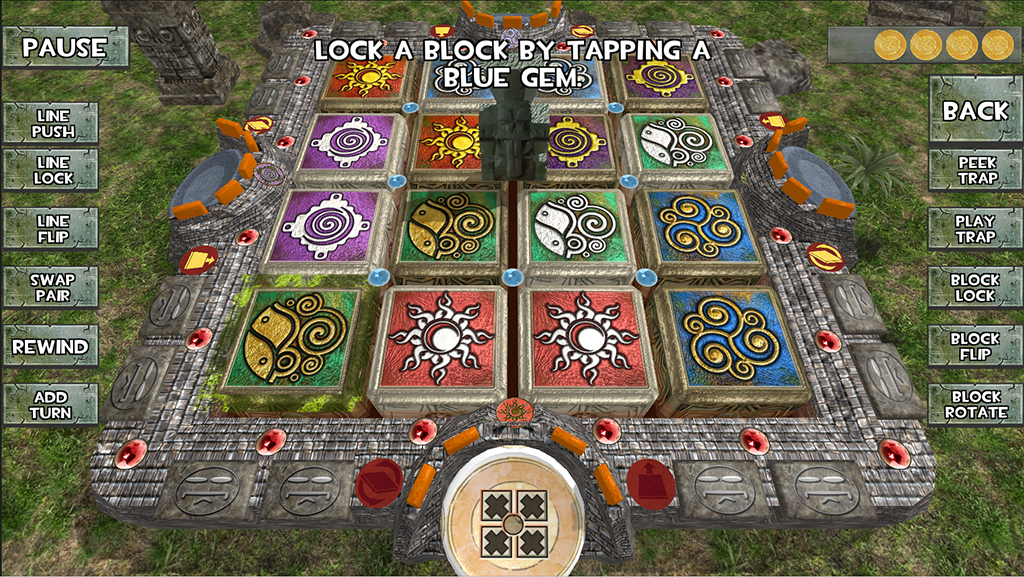 PAUSE
LOCK A BLOCK BY TAPPING A
BLUE GEM.
LINE
PUSH
LINE
LOCK
LINE
FLIP
SWAP
PAIR
REWIND
ADD
TURN
BACK
PEEK
TRAP
PLAY
TRAP
BLOCK
LOCK
BLOCK
FLIP
BLOCK
ROTATE